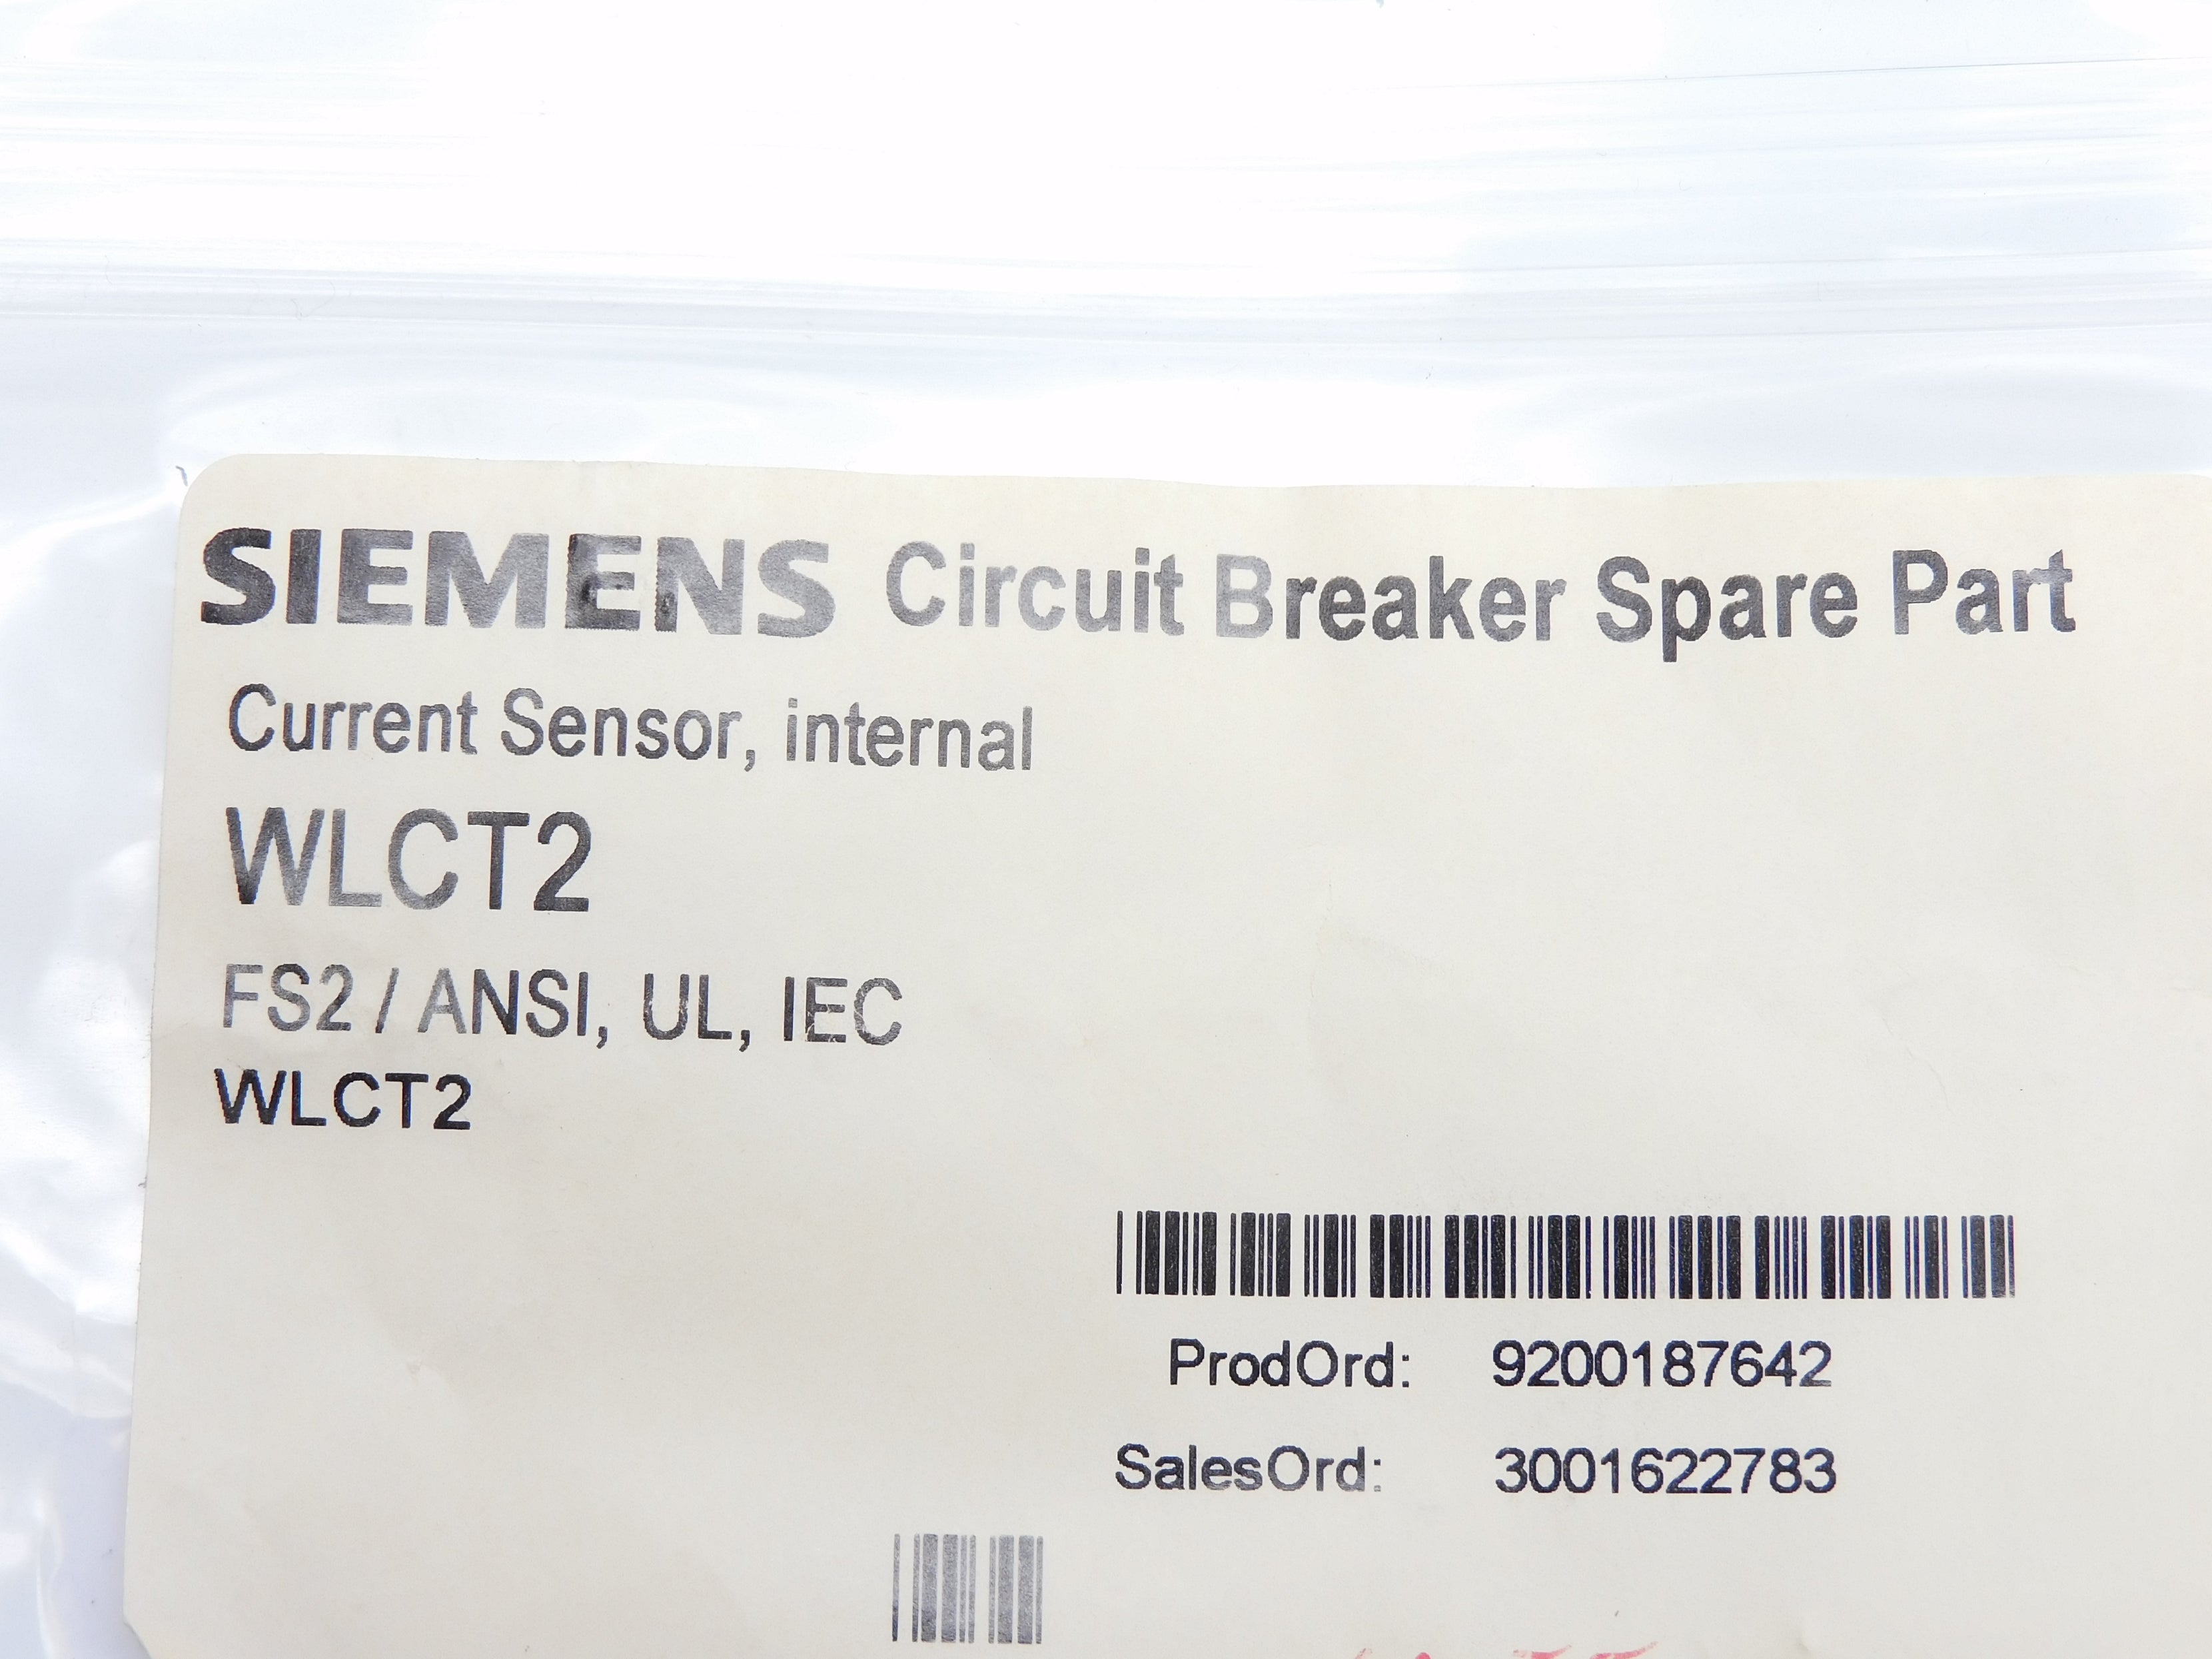 SIEMENS Circuit Breaker Spare Part
Current Sensor, internal
WLCT2
FS2 / ANSI, UL, IEC
WLCT2
ProdOrd: 9200187642
SalesOrd: 3001622783